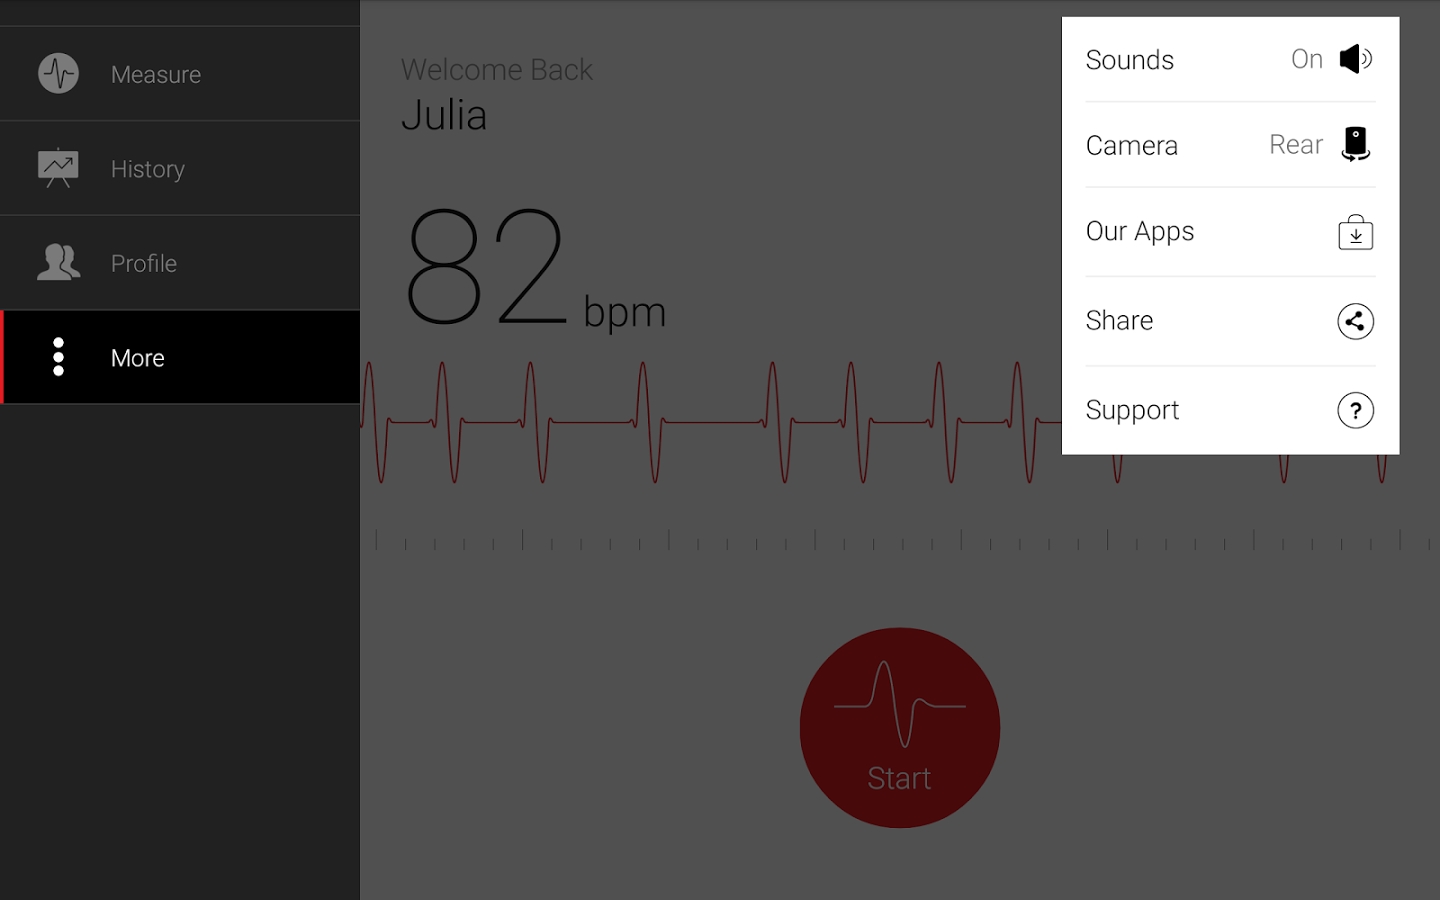 Measure
History
Profile
More
Welcome Back
Julia
82 bpm
Start
Sounds On
Camera Rear
Our Apps
Share
Support
?